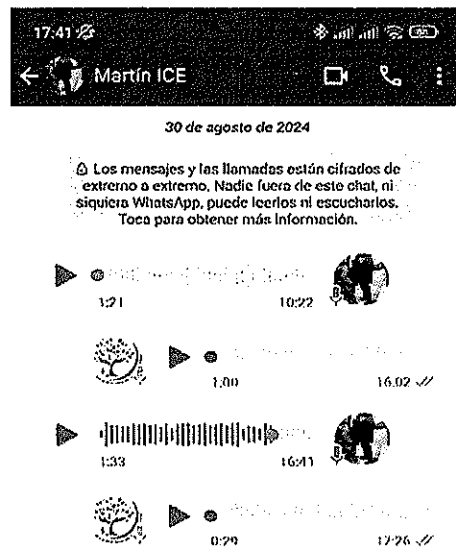 17:41
Martín ICE
30 de agosto de 2024
Los mensajes y las llamadas están cifrados de
extremo a extremo. Nadie fuera de este chat, ni
siquiera WhatsApp, puede leerlos ni escucharlos.
Toca para obtener más información.
1:21 10:22
1:00 16:02
1:33 16:41
0:29 17:26